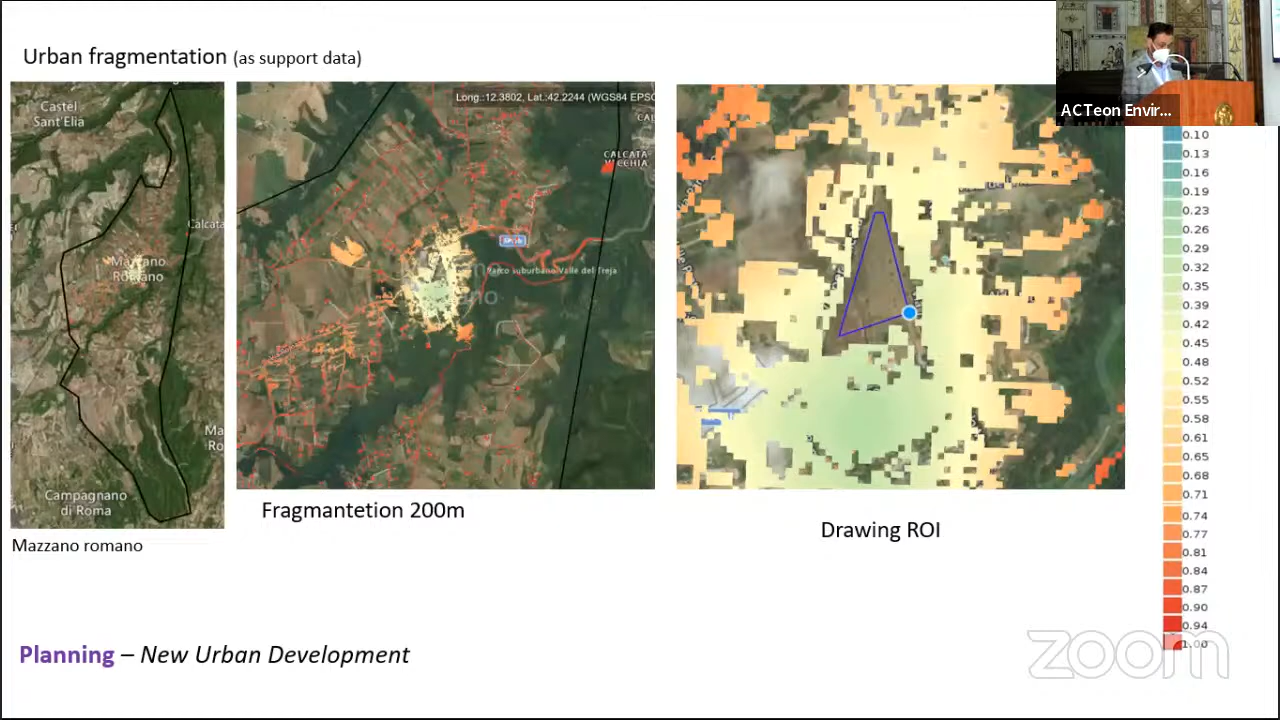 Urban fragmentation (as support data)
ACTeon Envir...
Castel
Sant'Elia
Calcata
Mazzano
Romano
Ma
Ro
Campagnano
di Roma
Mazzano romano
Long.:12.3802, Lat.:42.2244 (WGS84 EPSG
CAL
CALCATA
VECCHIA
Parco suburbano Valle del Treja
Fragmantetion 200m
Drawing ROI
0.10
0.13
0.16
0.19
0.23
0.26
0.29
0.32
0.35
0.39
0.42
0.45
0.48
0.52
0.55
0.58
0.61
0.65
0.68
0.71
0.74
0.77
0.81
0.84
0.87
0.90
0.94
1.00
Planning – New Urban Development
zoom